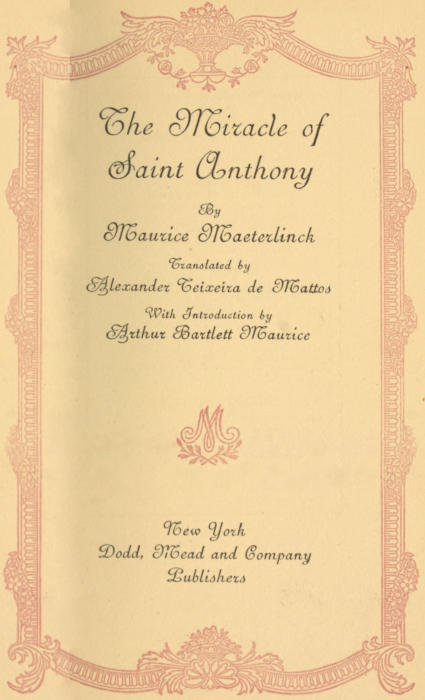 The Miracle of
Saint Anthony
By
Maurice Maeterlinck
Translated by
Alexander Teixeira de Mattos
With Introduction by
Arthur Bartlett Maurice
M
New York
Dodd, Mead and Company
Publishers